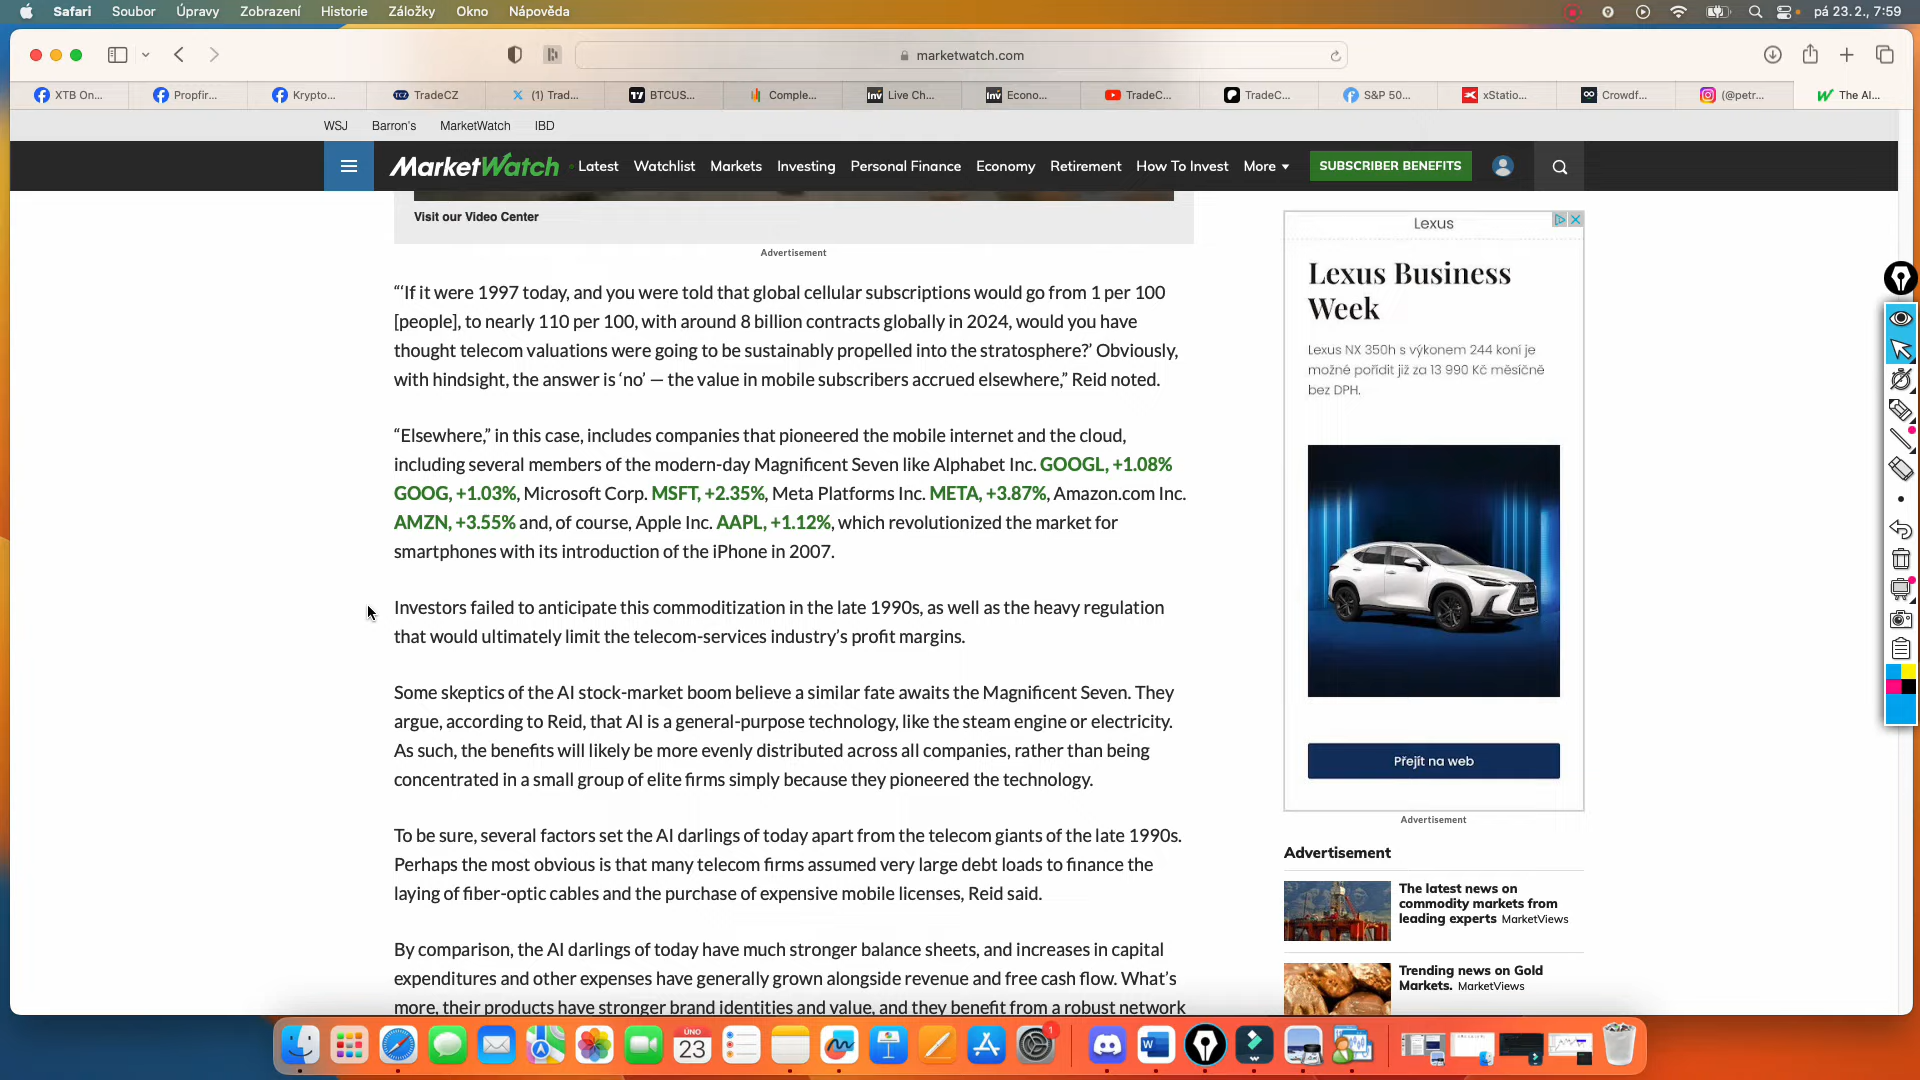 Safari Soubor Úpravy Zobrazení Historie Záložky Okno Nápověda pá 23. 2., 7:59
marketwatch.com
XTB On... Propfir... Krypto... TradeCZ (1) Trad... BTCUS... Comple... Live Ch... Econo... TradeC... TradeC... S&P 50... xStatio... Crowdf... (@petr... The AI...
WSJ Barron's MarketWatch IBD
MarketWatch Latest Watchlist Markets Investing Personal Finance Economy Retirement How To Invest More SUBSCRIBER BENEFITS
Visit our Video Center
Advertisement
“‘If it were 1997 today, and you were told that global cellular subscriptions would go from 1 per 100
[people], to nearly 110 per 100, with around 8 billion contracts globally in 2024, would you have
thought telecom valuations were going to be sustainably propelled into the stratosphere?’ Obviously,
with hindsight, the answer is ‘no’ — the value in mobile subscribers accrued elsewhere,” Reid noted.
“Elsewhere,” in this case, includes companies that pioneered the mobile internet and the cloud,
including several members of the modern-day Magnificent Seven like Alphabet Inc. GOOGL, +1.08%
GOOG, +1.03%, Microsoft Corp. MSFT, +2.35%, Meta Platforms Inc. META, +3.87%, Amazon.com Inc.
AMZN, +3.55% and, of course, Apple Inc. AAPL, +1.12%, which revolutionized the market for
smartphones with its introduction of the iPhone in 2007.
Investors failed to anticipate this commoditization in the late 1990s, as well as the heavy regulation
that would ultimately limit the telecom-services industry’s profit margins.
Some skeptics of the AI stock-market boom believe a similar fate awaits the Magnificent Seven. They
argue, according to Reid, that AI is a general-purpose technology, like the steam engine or electricity.
As such, the benefits will likely be more evenly distributed across all companies, rather than being
concentrated in a small group of elite firms simply because they pioneered the technology.
To be sure, several factors set the AI darlings of today apart from the telecom giants of the late 1990s.
Perhaps the most obvious is that many telecom firms assumed very large debt loads to finance the
laying of fiber-optic cables and the purchase of expensive mobile licenses, Reid said.
By comparison, the AI darlings of today have much stronger balance sheets, and increases in capital
expenditures and other expenses have generally grown alongside revenue and free cash flow. What’s
more, their products have stronger brand identities and value, and they benefit from a robust network
Lexus
Lexus Business
Week
Lexus NX 350h s výkonem 244 koní je
možné pořídit již za 13 990 Kč měsíčně
bez DPH.
Přejít na web
Advertisement
Advertisement
The latest news on
commodity markets from
leading experts MarketViews
Trending news on Gold
Markets. MarketViews
ÚNO
23
1